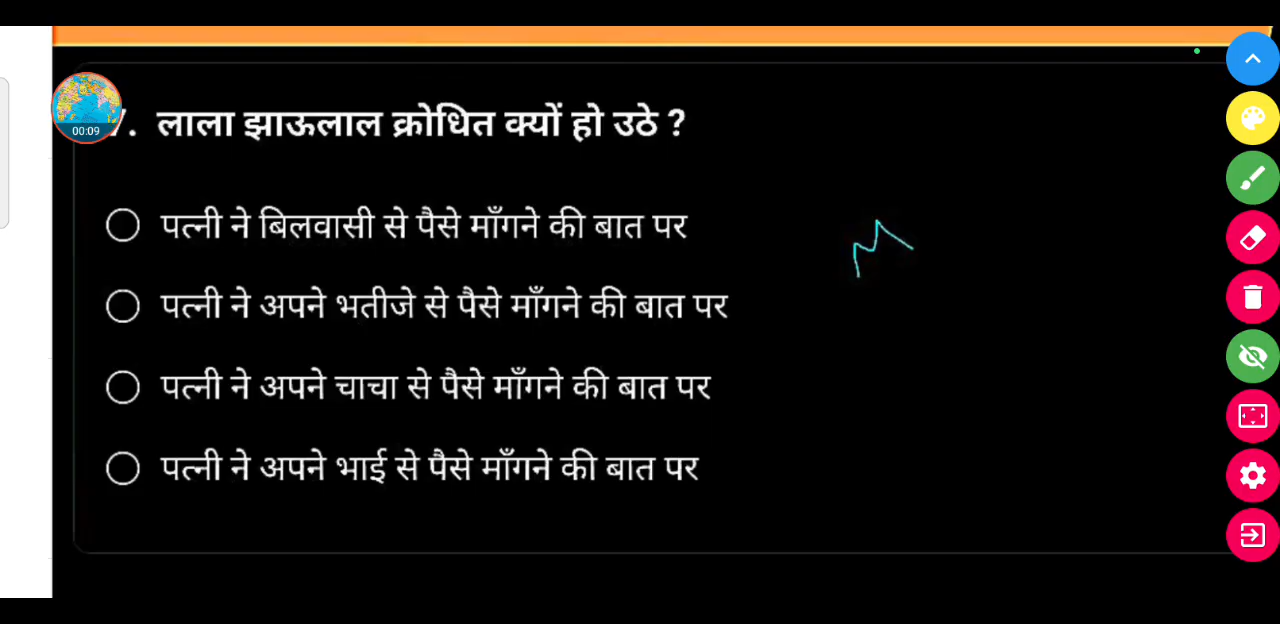 7. लाला झाऊलाल क्रोधित क्यों हो उठे ?
00:09
पत्नी ने बिलवासी से पैसे माँगने की बात पर
पत्नी ने अपने भतीजे से पैसे माँगने की बात पर
पत्नी ने अपने चाचा से पैसे माँगने की बात पर
पत्नी ने अपने भाई से पैसे माँगने की बात पर